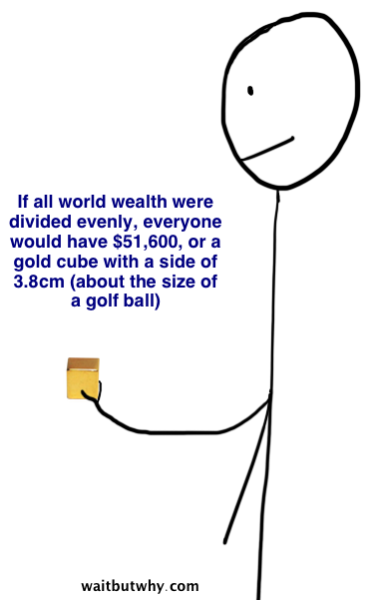 If all world wealth were
divided evenly, everyone
would have $51,600, or a
gold cube with a side of
3.8cm (about the size of
a golf ball)
waitbutwhy.com